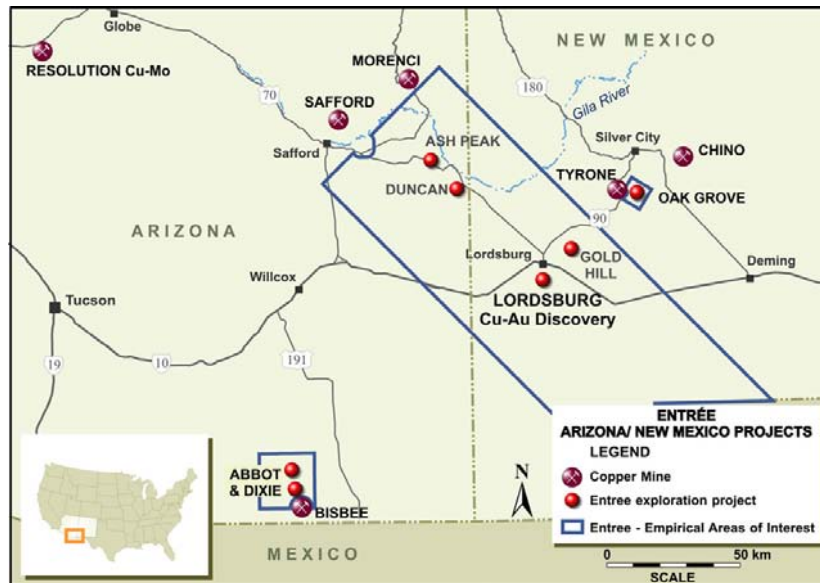 Globe
RESOLUTION Cu-Mo
70
MORENCI
NEW MEXICO
SAFFORD
180
Gila River
Safford
ASH PEAK
Silver City
CHINO
DUNCAN
TYRONE
OAK GROVE
ARIZONA
90
Lordsburg
GOLD
HILL
Deming
Willcox
LORDSBURG
Cu-Au Discovery
Tucson
19
10
191
ABBOT
& DIXIE
BISBEE
MEXICO
N
ENTRÉE
ARIZONA/ NEW MEXICO PROJECTS
LEGEND
Copper Mine
Entree exploration project
Entree - Empirical Areas of Interest
0 50 km
SCALE